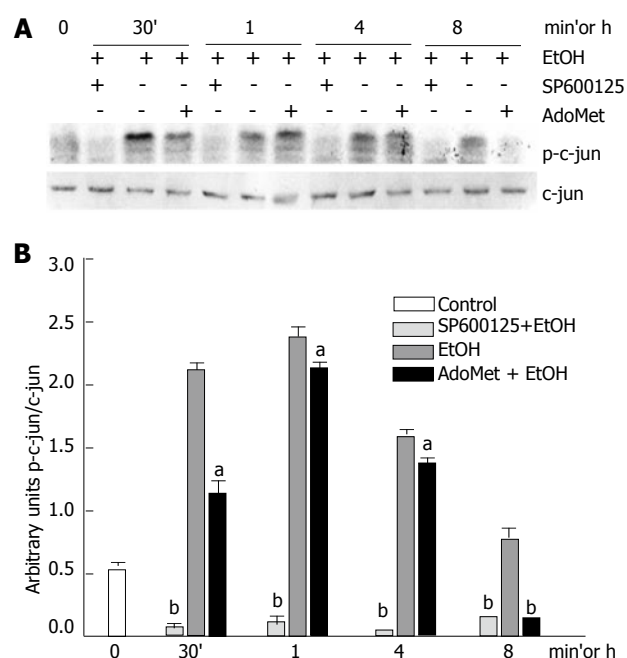 A 0 30' 1 4 8 min'or h
+ + + + + + + + + + + + EtOH
+ - - + - - + - - + - - SP600125
- - + - - + - - + - - + AdoMet
p-c-jun
c-jun
B
3.0
2.5
2.0
1.5
1.0
0.5
0.0
Arbitrary units p-c-jun/c-jun
Control
SP600125+EtOH
EtOH
AdoMet + EtOH
b a b a b a b b
0 30' 1 4 8 min'or h